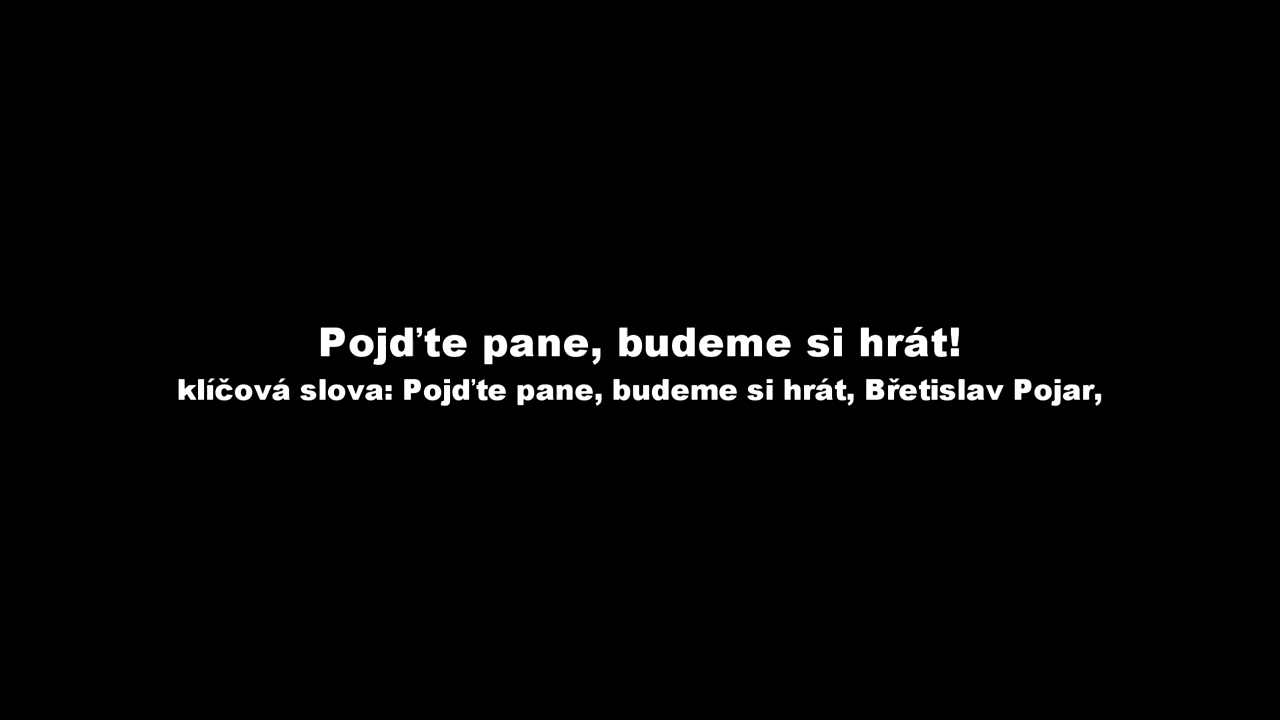 Pojďte pane, budeme si hrát!
klíčová slova: Pojďte pane, budeme si hrát, Břetislav Pojar,